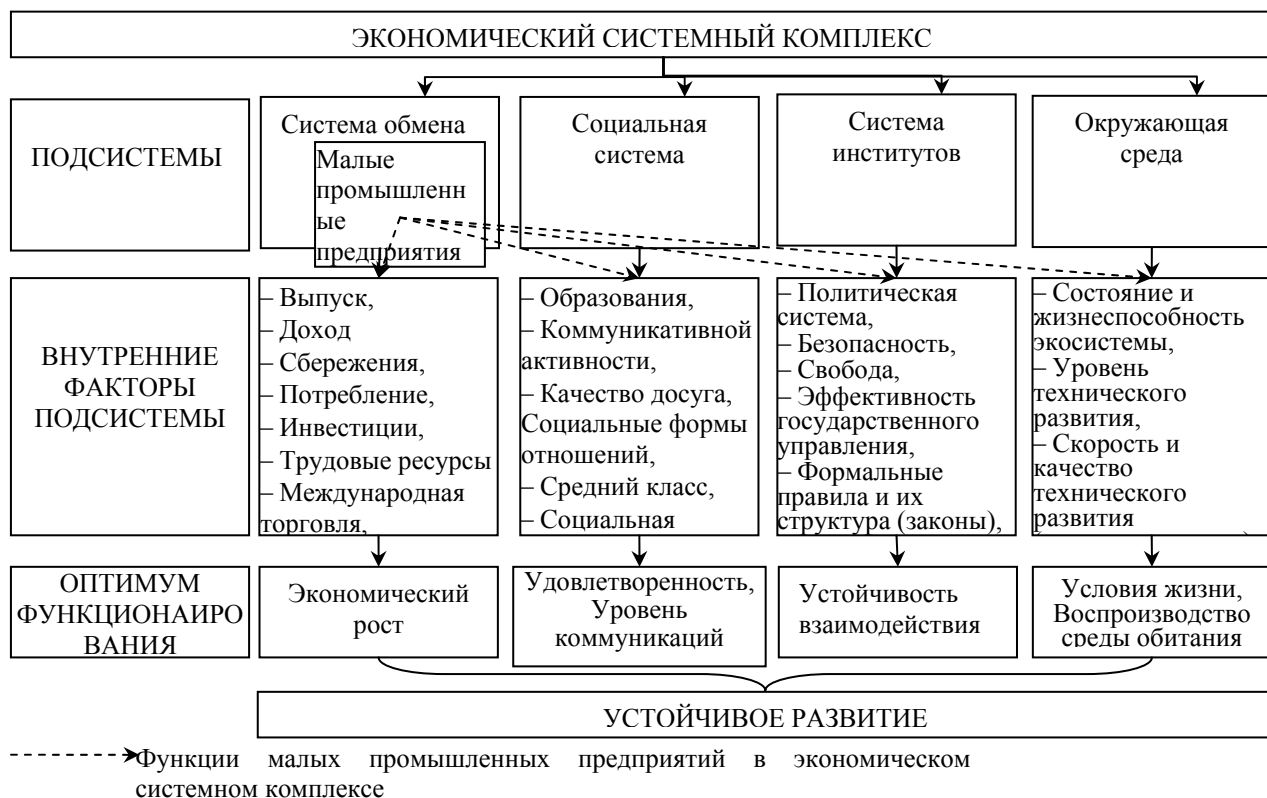 ЭКОНОМИЧЕСКИЙ СИСТЕМНЫЙ КОМПЛЕКС
ПОДСИСТЕМЫ
Система обмена
Малые
промышленн
ые
предприятия
Социальная
система
Система
институтов
Окружающая
среда
ВНУТРЕННИЕ
ФАКТОРЫ
ПОДСИСТЕМЫ
– Выпуск,
– Доход
– Сбережения,
– Потребление,
– Инвестиции,
– Трудовые ресурсы
– Международная
торговля,
– Образования,
– Коммуникативной
активности,
– Качество досуга,
Социальные формы
отношений,
– Средний класс,
– Социальная
– Политическая
система,
– Безопасность,
– Свобода,
– Эффективность
государственного
управления,
– Формальные
правила и их
структура (законы),
– Состояние и
жизнеспособность
экосистемы,
– Уровень
технического
развития,
– Скорость и
качество
технического
развития
ОПТИМУМ
ФУНКЦИОНАИРО
ВАНИЯ
Экономический
рост
Удовлетворенность,
Уровень
коммуникаций
Устойчивость
взаимодействия
Условия жизни,
Воспроизводство
среды обитания
УСТОЙЧИВОЕ РАЗВИТИЕ
Функции малых промышленных предприятий в экономическом
системном комплексе